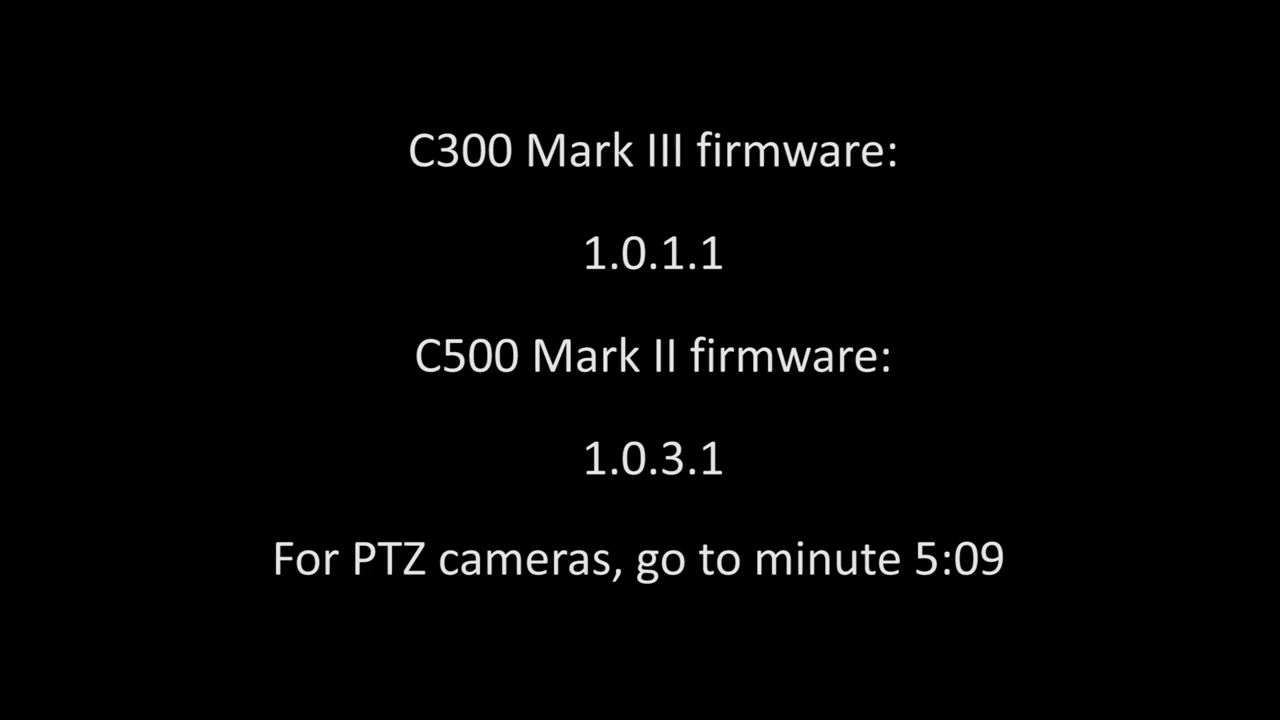 C300 Mark III firmware:
1.0.1.1
C500 Mark II firmware:
1.0.3.1
For PTZ cameras, go to minute 5:09